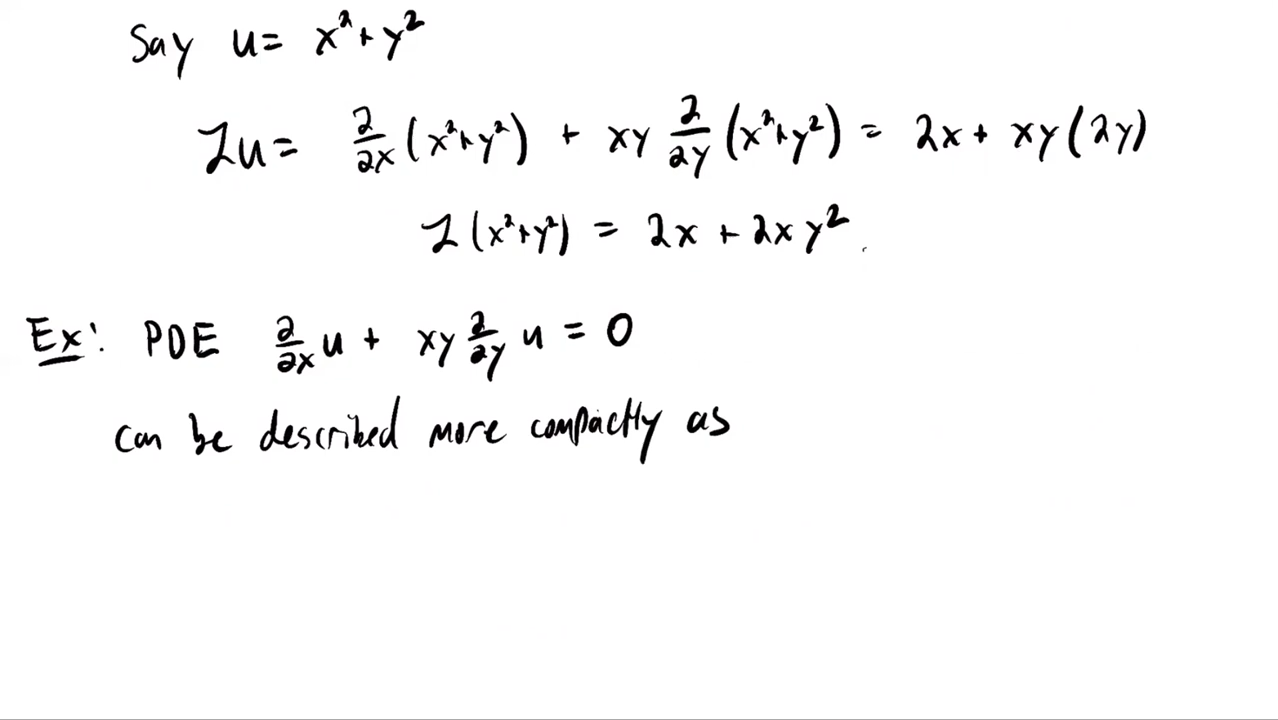 Say u = x² + y²
ℒu = ∂/∂x (x²+y²) + xy ∂/∂y (x²+y²) = 2x + xy(2y)
ℒ(x²+y²) = 2x + 2xy².
Ex: PDE ∂/∂x u + xy ∂/∂y u = 0
can be described more compactly as